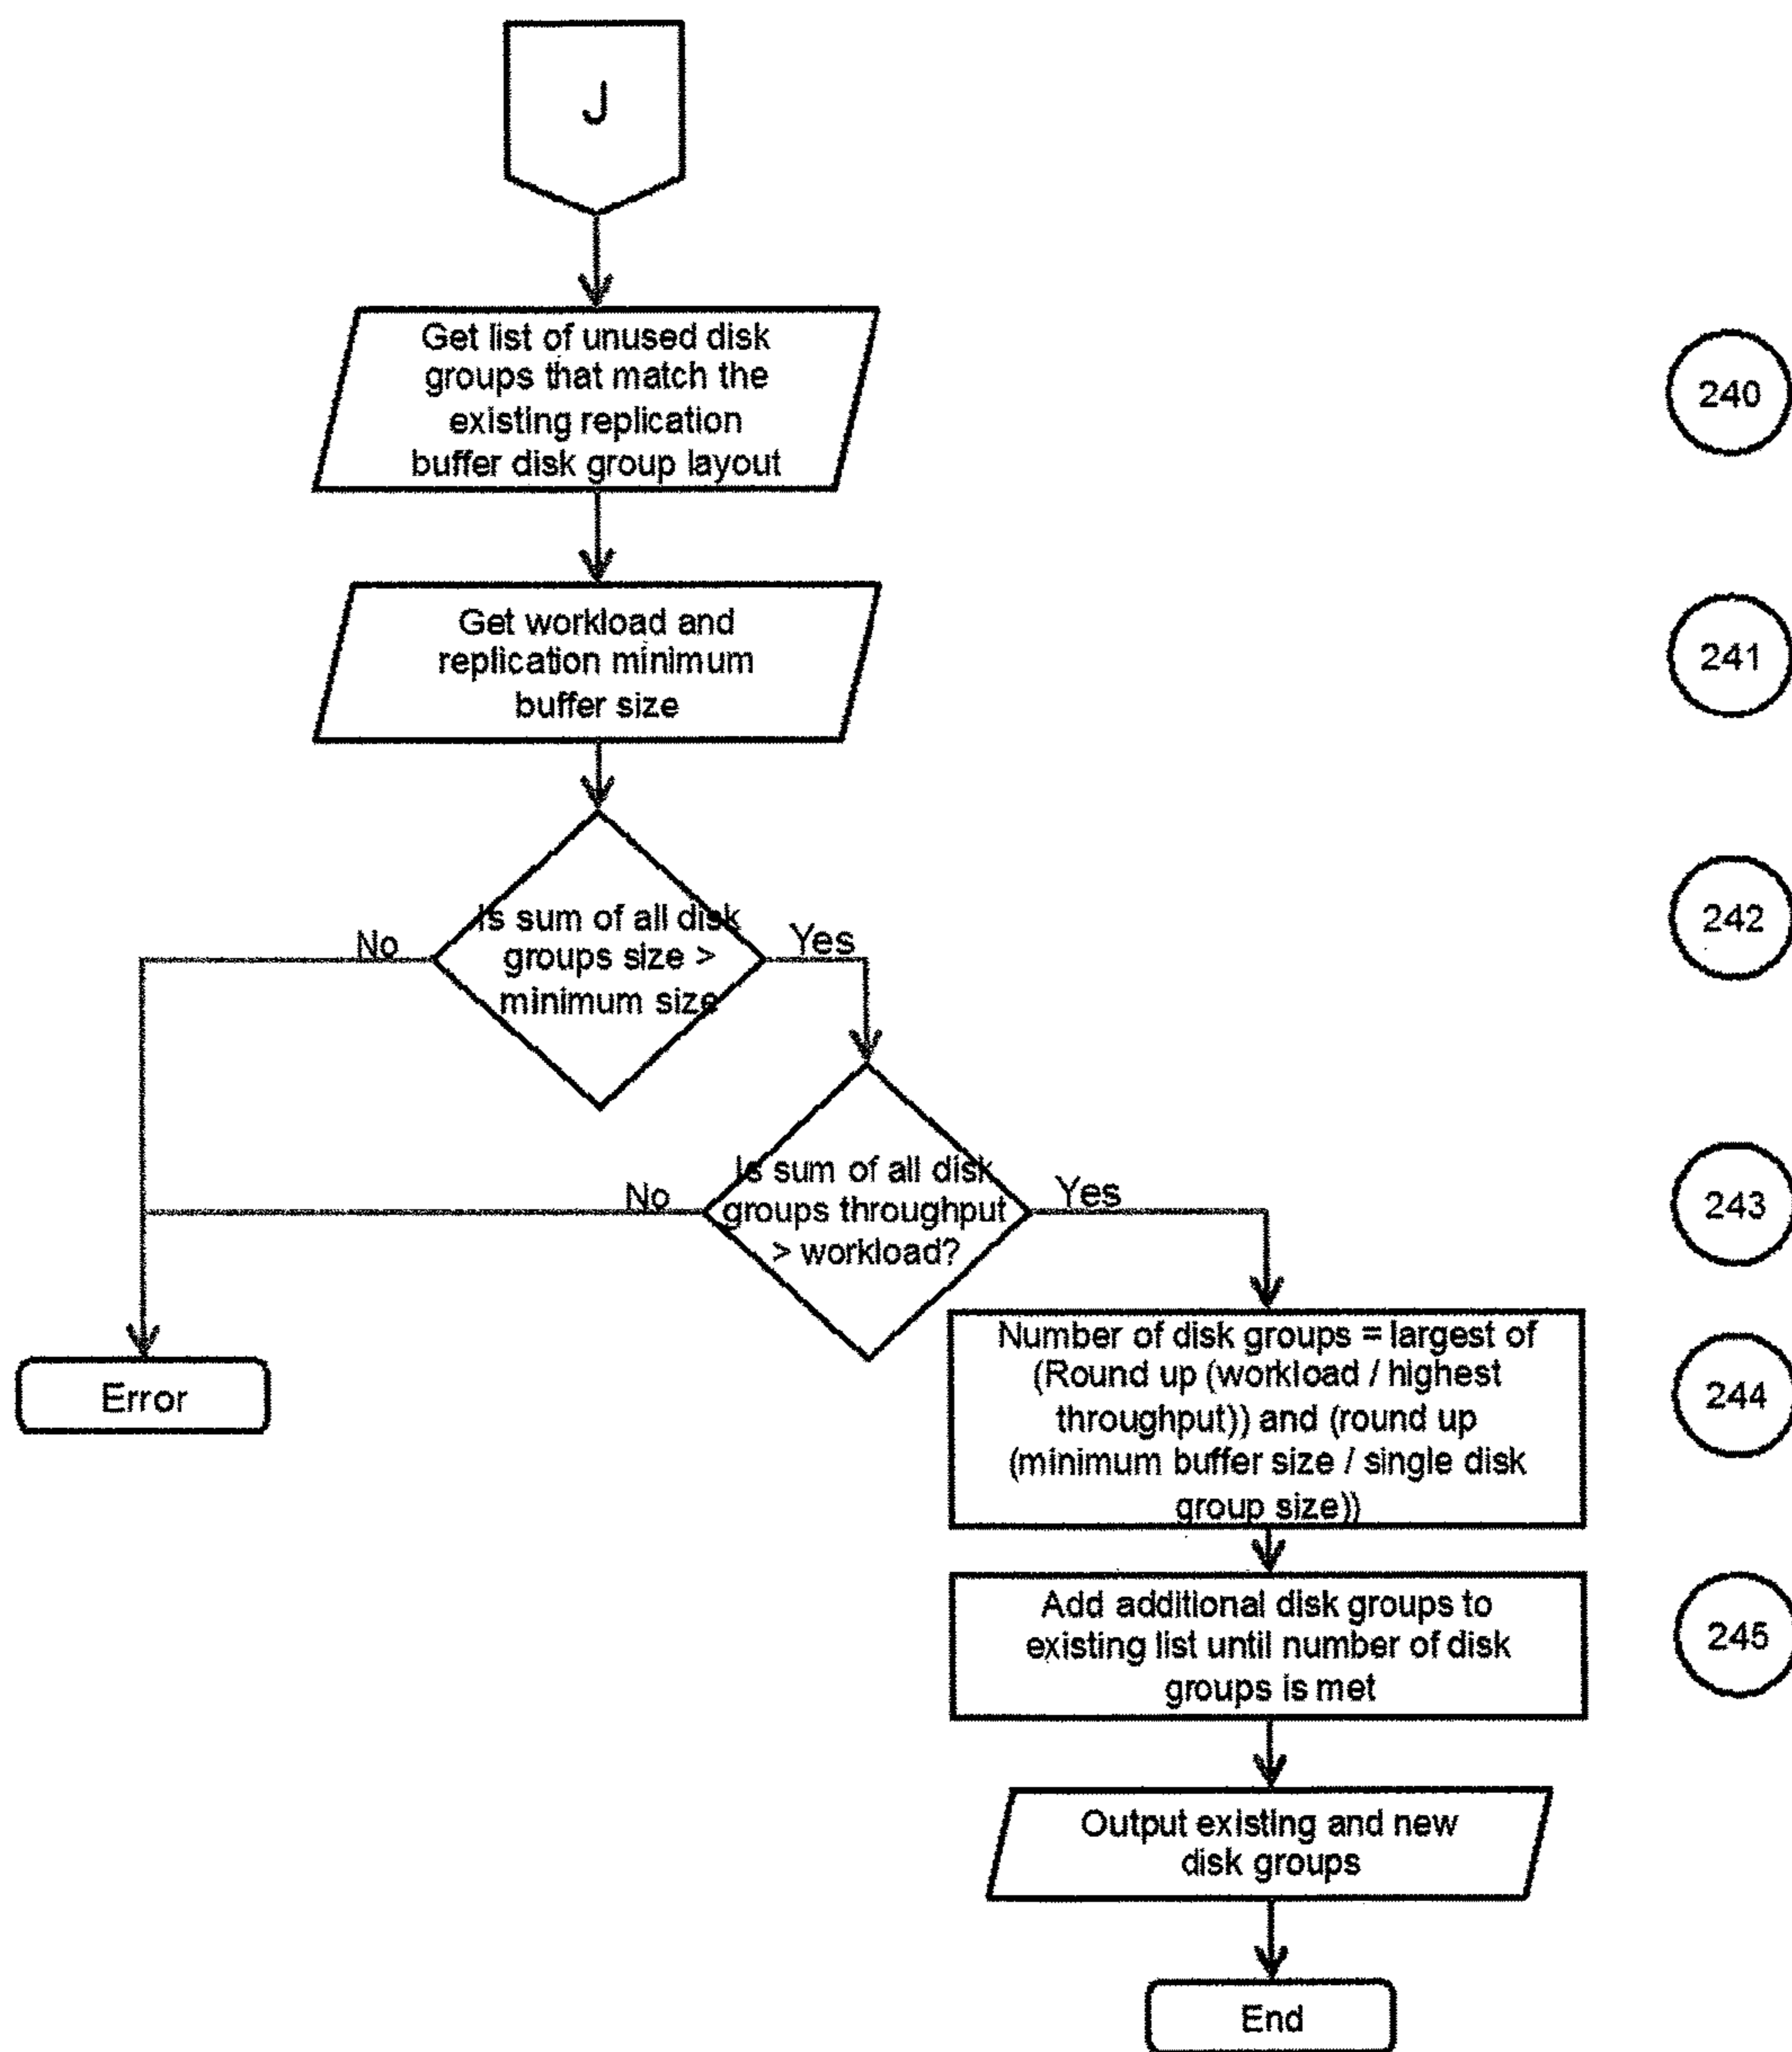 J
Get list of unused disk
groups that match the
existing replication
buffer disk group layout
240
Get workload and
replication minimum
buffer size
241
Is sum of all disk
groups size >
minimum size
No
Yes
242
Is sum of all disk
groups throughput
> workload?
No
Yes
243
Error
Number of disk groups = largest of
(Round up (workload / highest
throughput)) and (round up
(minimum buffer size / single disk
group size))
244
Add additional disk groups to
existing list until number of disk
groups is met
245
Output existing and new
disk groups
End